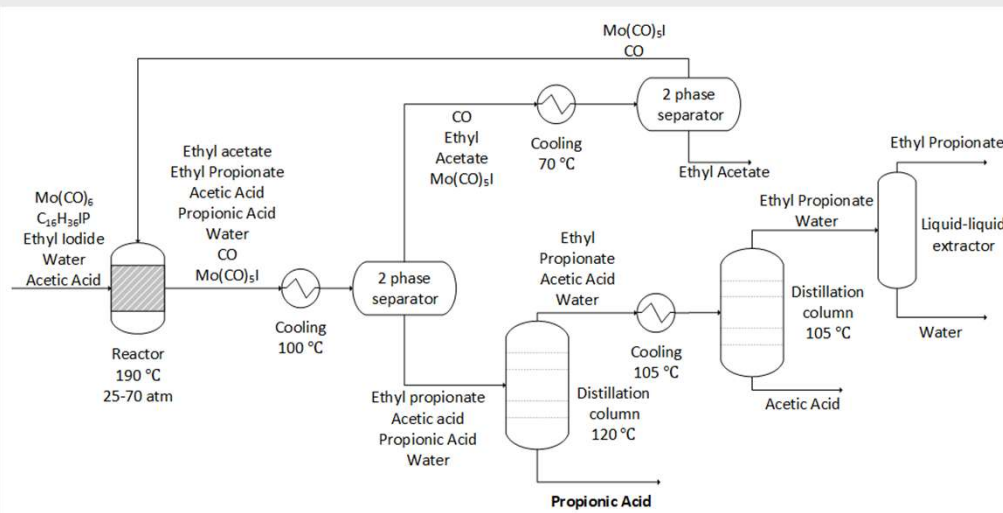 Mo(CO)₅I
CO
2 phase
separator
CO
Ethyl
Acetate
Mo(CO)₅I
Cooling
70 °C
Ethyl Acetate
Ethyl Propionate
Ethyl acetate
Ethyl Propionate
Acetic Acid
Propionic Acid
Water
CO
Mo(CO)₅I
Mo(CO)₆
C₁₆H₃₆IP
Ethyl Iodide
Water
Acetic Acid
Ethyl Propionate
Water
Liquid-liquid
extractor
Ethyl
Propionate
Acetic Acid
Water
2 phase
separator
Cooling
100 °C
Distillation
column
105 °C
Water
Reactor
190 °C
25-70 atm
Cooling
105 °C
Ethyl propionate
Acetic acid
Propionic Acid
Water
Distillation
column
120 °C
Acetic Acid
Propionic Acid